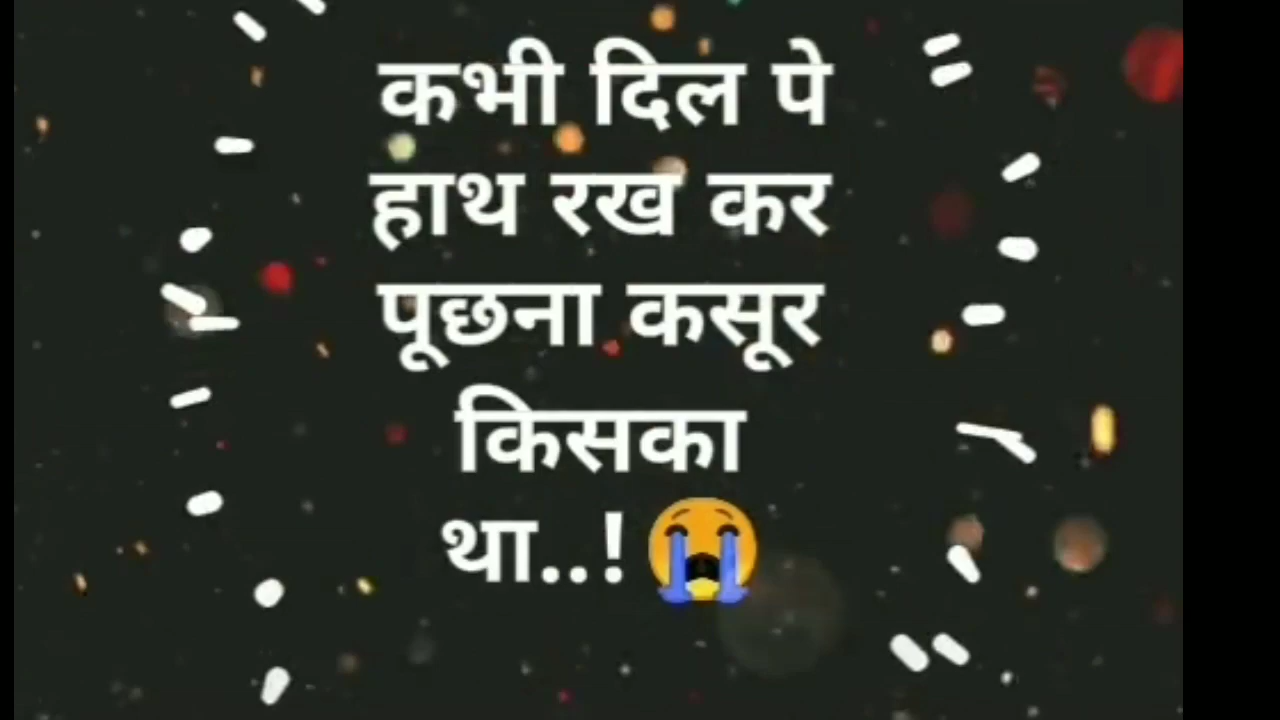 कभी दिल पे
हाथ रख कर
पूछना कसूर
किसका
था..!😭